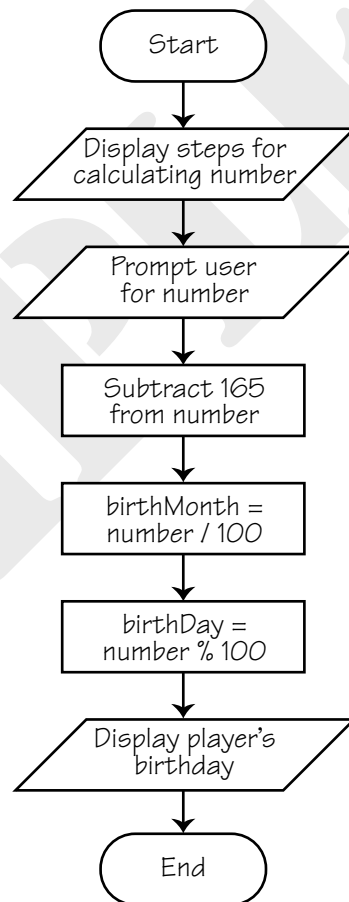 Start
Display steps for
calculating number
Prompt user
for number
Subtract 165
from number
birthMonth =
number / 100
birthDay =
number % 100
Display player's
birthday
End